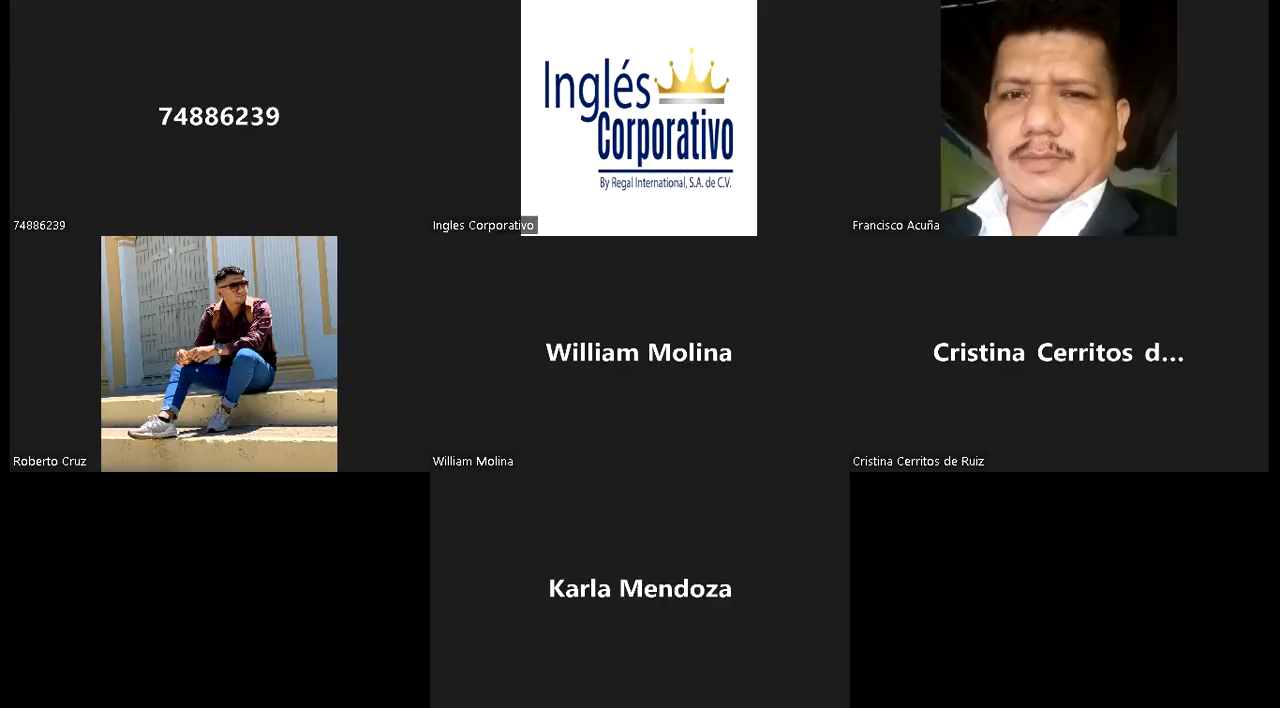 74886239
74886239
Inglés
Corporativo
By Regal International, S.A. de C.V.
Ingles Corporativo
Francisco Acuña
Roberto Cruz
William Molina
William Molina
Cristina Cerritos d...
Cristina Cerritos de Ruiz
Karla Mendoza